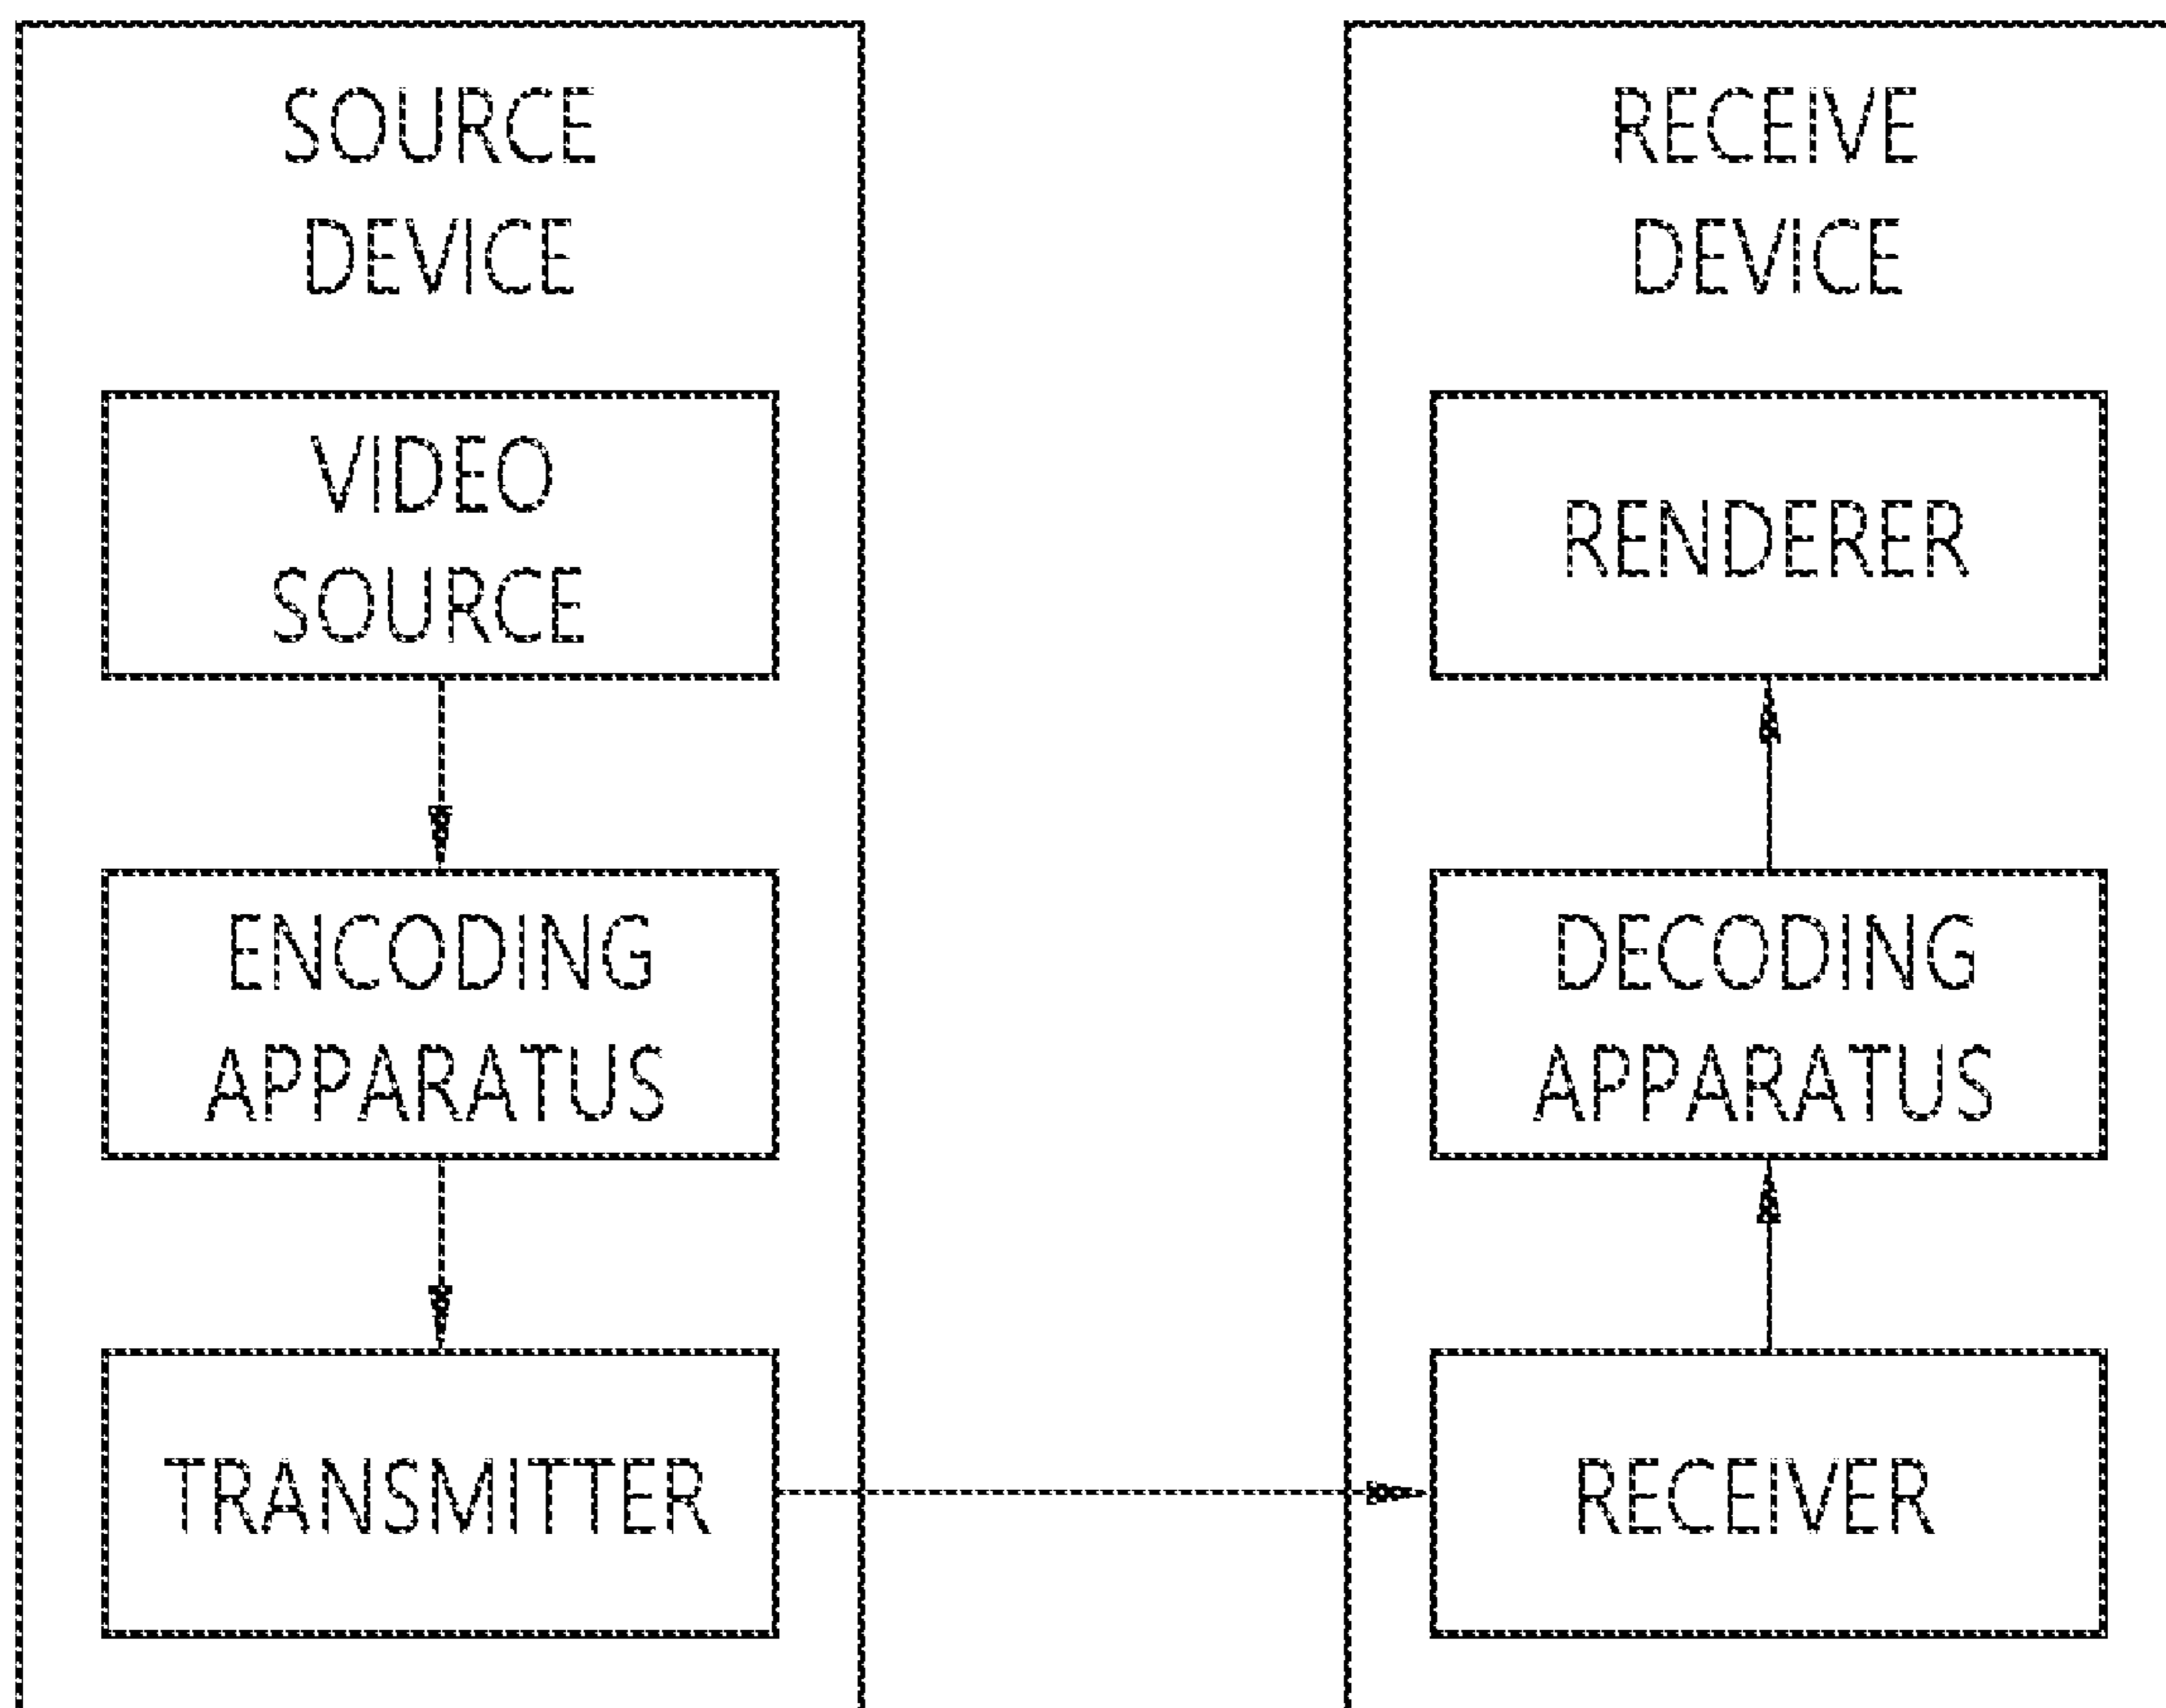 SOURCE
DEVICE
VIDEO
SOURCE
ENCODING
APPARATUS
TRANSMITTER
RECEIVE
DEVICE
RENDERER
DECODING
APPARATUS
RECEIVER